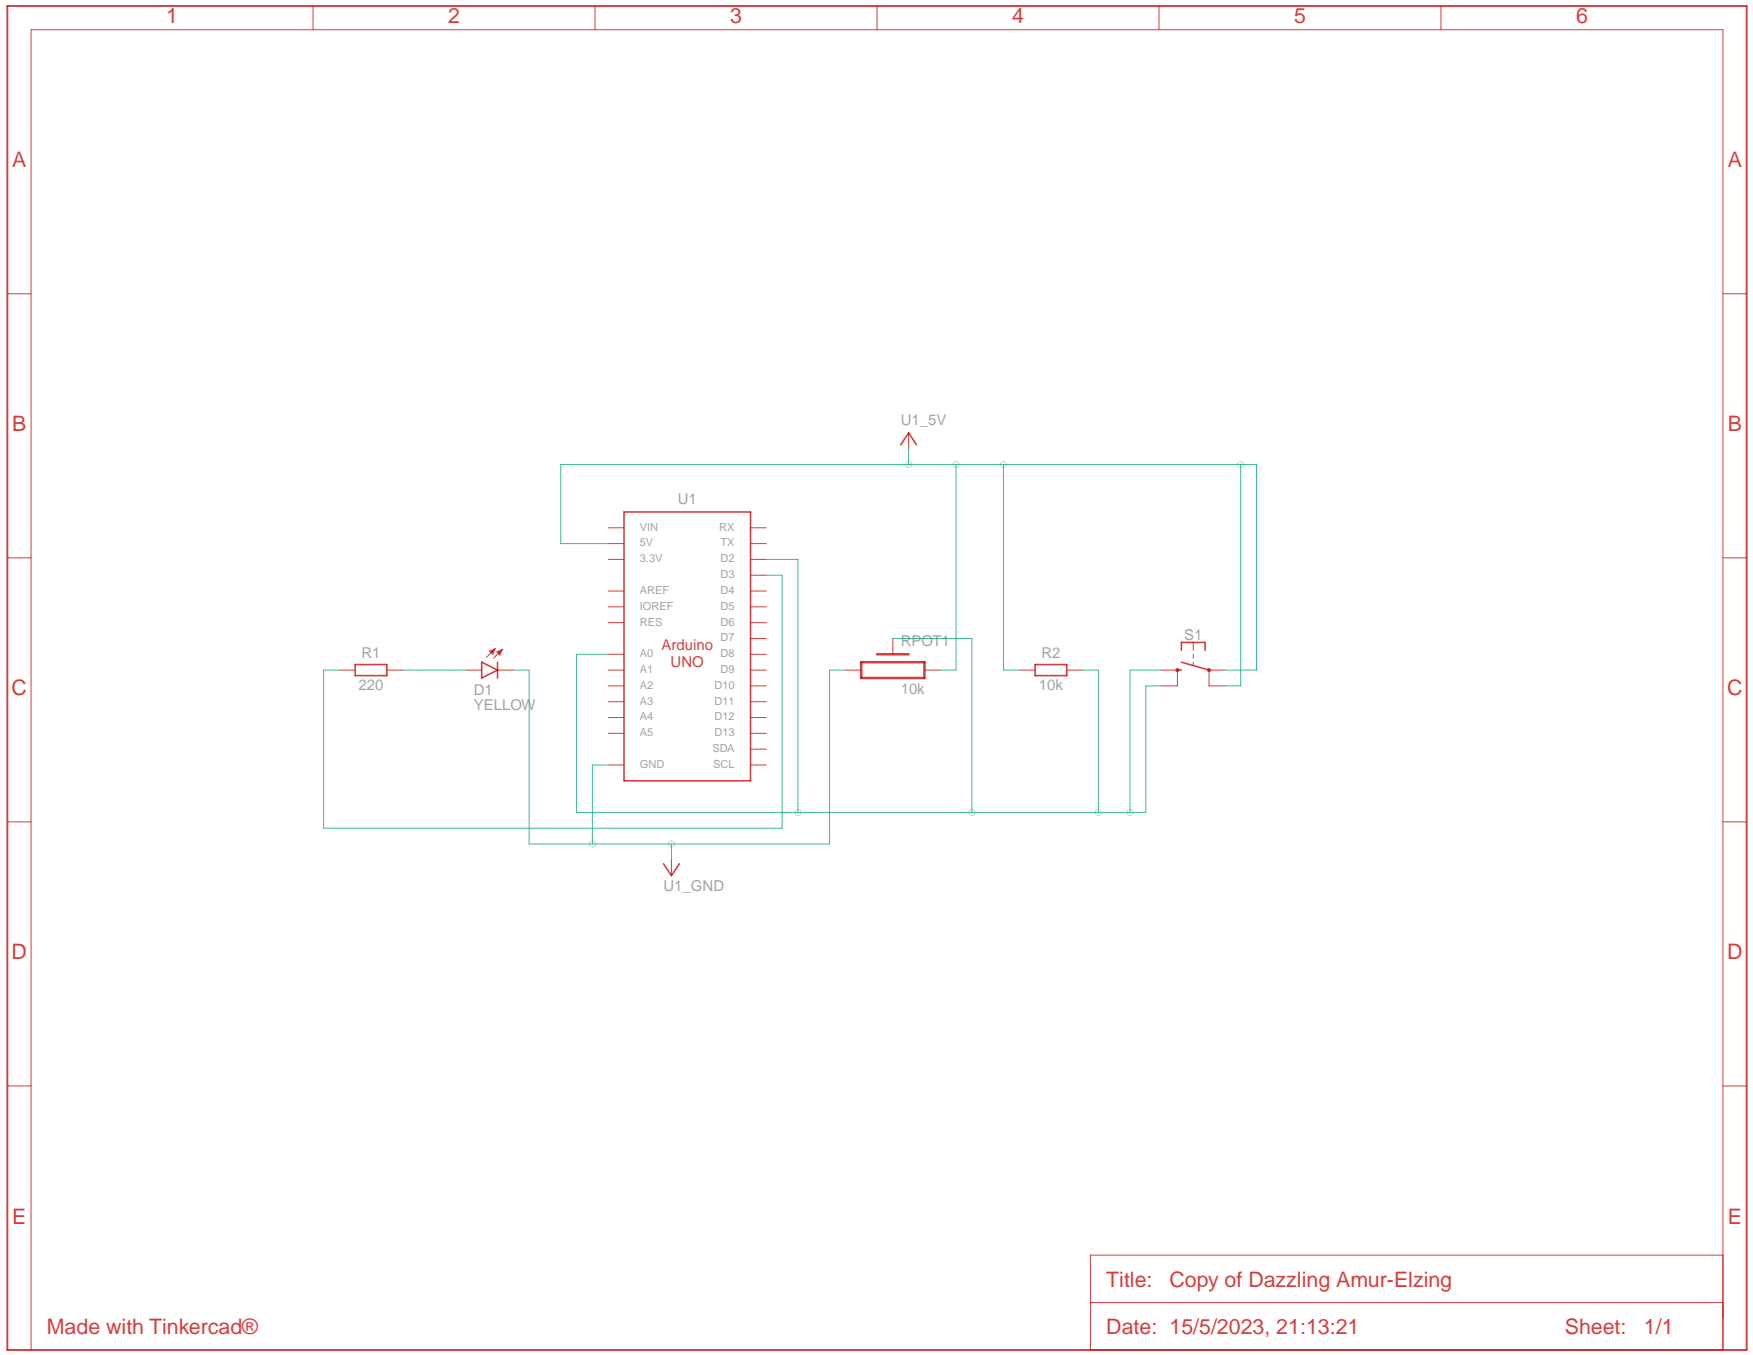 1 2 3 4 5 6
A A
B B
U1_5V
U1
VIN RX
5V TX
3.3V D2
D3
AREF D4
IOREF D5
RES D6
D7
Arduino
UNO
A0 D8
A1 D9
A2 D10
A3 D11
A4 D12
A5 D13
SDA
GND SCL
R1
220
D1
YELLOW
RPOT1
10k
R2
10k
S1
C C
U1_GND
D D
E E
Title: Copy of Dazzling Amur-Elzing
Made with Tinkercad®
Date: 15/5/2023, 21:13:21 Sheet: 1/1